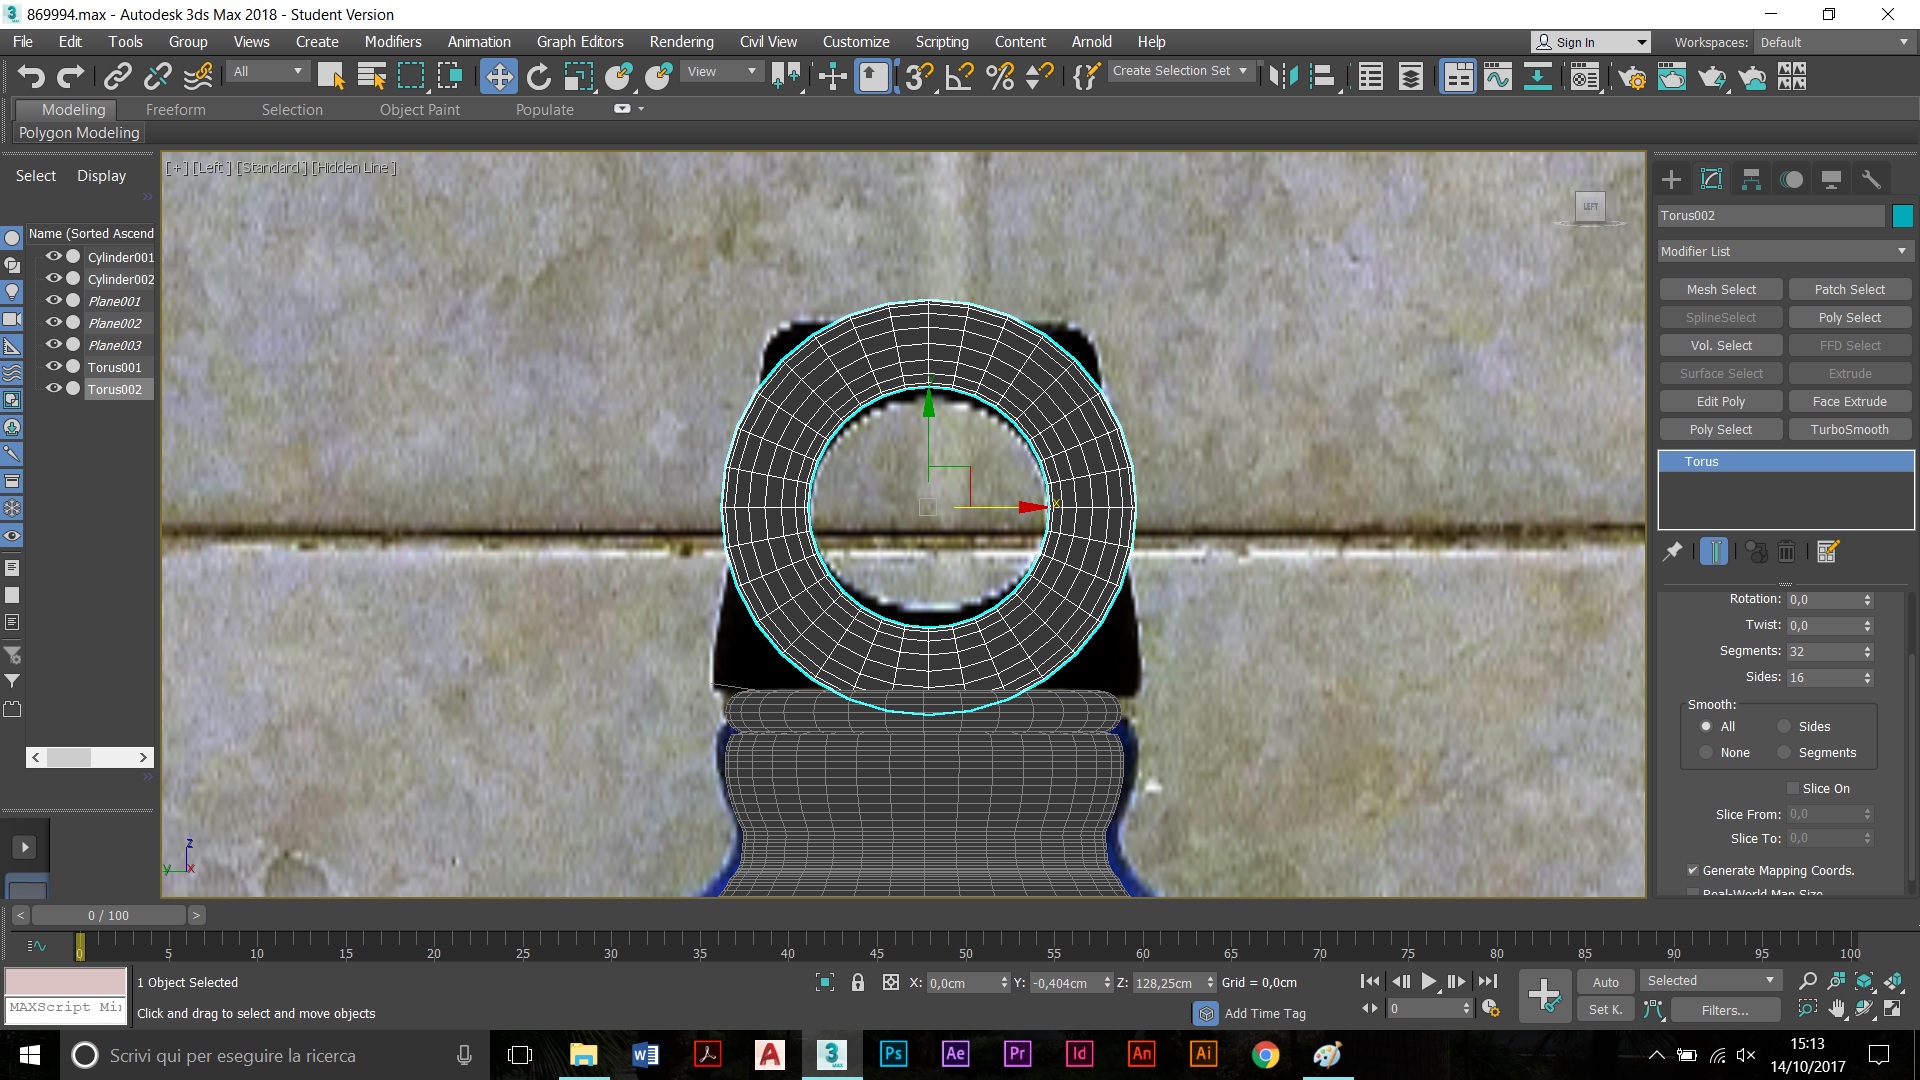 869994.max - Autodesk 3ds Max 2018 - Student Version
File Edit Tools Group Views Create Modifiers Animation Graph Editors Rendering Civil View Customize Scripting Content Arnold Help
Sign In Workspaces: Default
All View Create Selection Set
Modeling Freeform Selection Object Paint Populate
Polygon Modeling
[ + ] [Left ] [Standard ] [Hidden Line ]
Select Display
Name (Sorted Ascend
Cylinder001
Cylinder002
Plane001
Plane002
Plane003
Torus001
Torus002
LEFT
x
z
y x
Torus002
Modifier List
Mesh Select Patch Select
SplineSelect Poly Select
Vol. Select FFD Select
Surface Select Extrude
Edit Poly Face Extrude
Poly Select TurboSmooth
Torus
Rotation: 0,0
Twist: 0,0
Segments: 32
Sides: 16
Smooth:
All Sides
None Segments
Slice On
Slice From: 0,0
Slice To: 0,0
Generate Mapping Coords.
Real-World Map Size
< 0 / 100 >
0 5 10 15 20 25 30 35 40 45 50 55 60 65 70 75 80 85 90 95 100
1 Object Selected
X: 0,0cm Y: -0,404cm Z: 128,25cm Grid = 0,0cm
Auto Selected
MAXScript Mi
Click and drag to select and move objects
Add Time Tag
0
Set K. Filters...
Scrivi qui per eseguire la ricerca
3 MAX Ps Ae Pr Id An Ai
15:13
14/10/2017